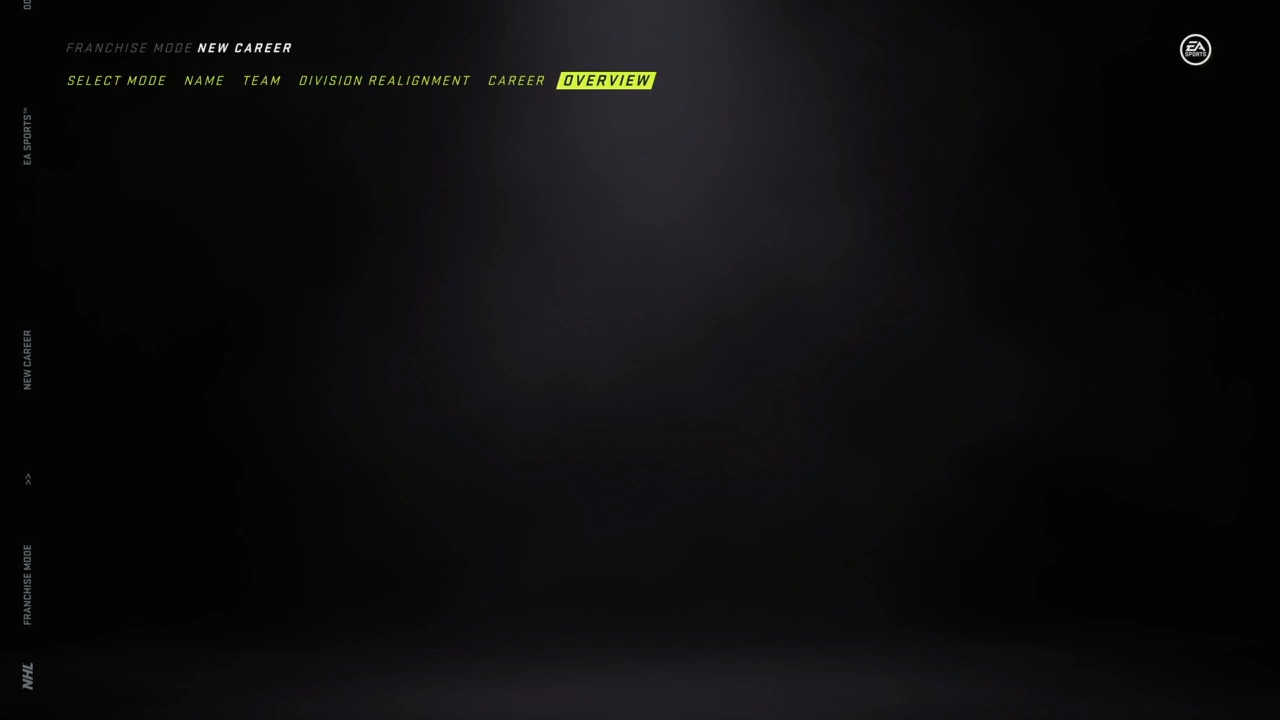 FRANCHISE MODE NEW CAREER
SELECT MODE NAME TEAM DIVISION REALIGNMENT CAREER OVERVIEW
EA SPORTS
EA SPORTS™
NEW CAREER
>>
FRANCHISE MODE
NHL